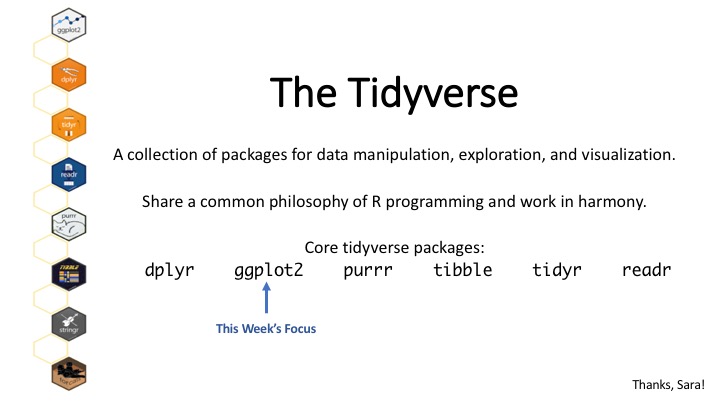 ggplot2
dplyr
tidyr
readr
purrr
TIBBLE
stringr
The Tidyverse
A collection of packages for data manipulation, exploration, and visualization.
Share a common philosophy of R programming and work in harmony.
Core tidyverse packages:
dplyr ggplot2 purrr tibble tidyr readr
This Week's Focus
Thanks, Sara!